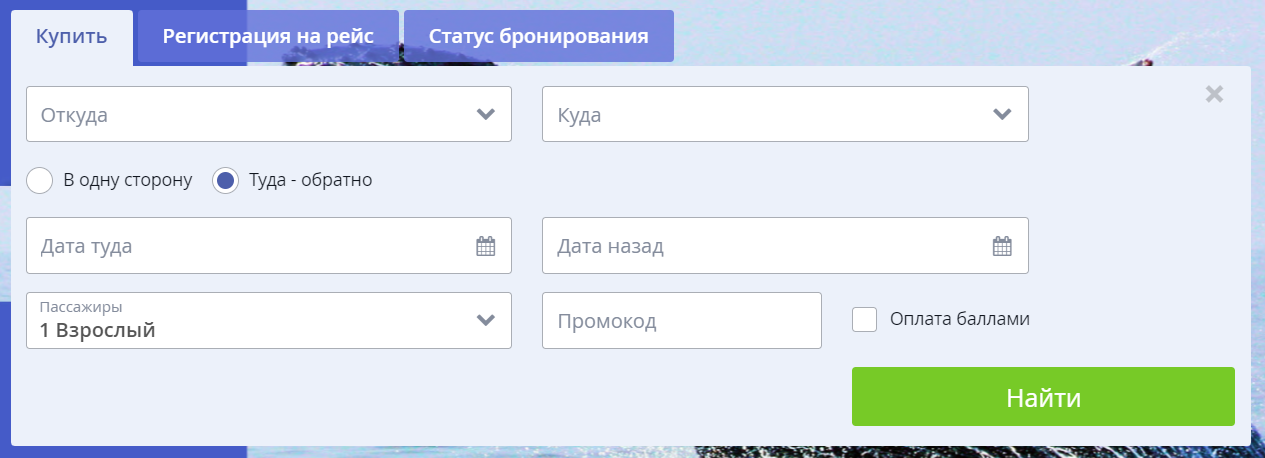 Купить
Регистрация на рейс
Статус бронирования
Откуда
Куда
В одну сторону
Туда - обратно
Дата туда
Дата назад
Пассажиры
1 Взрослый
Промокод
Оплата баллами
Найти